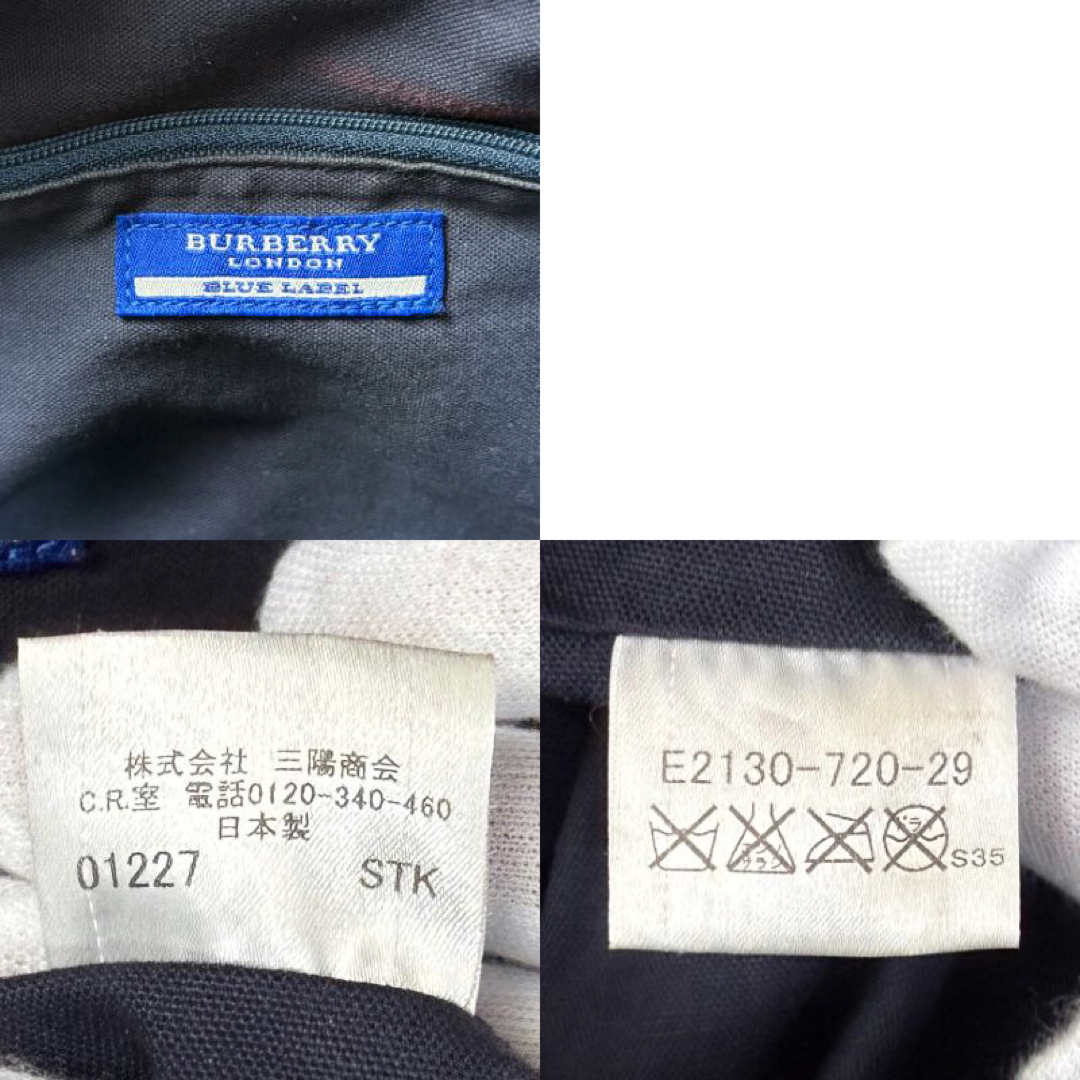 BURBERRY
LONDON
BLUE LABEL
株式会社 三陽商会
C.R.室 電話0120-340-460
日本製
01227 STK
E2130-720-29
S35